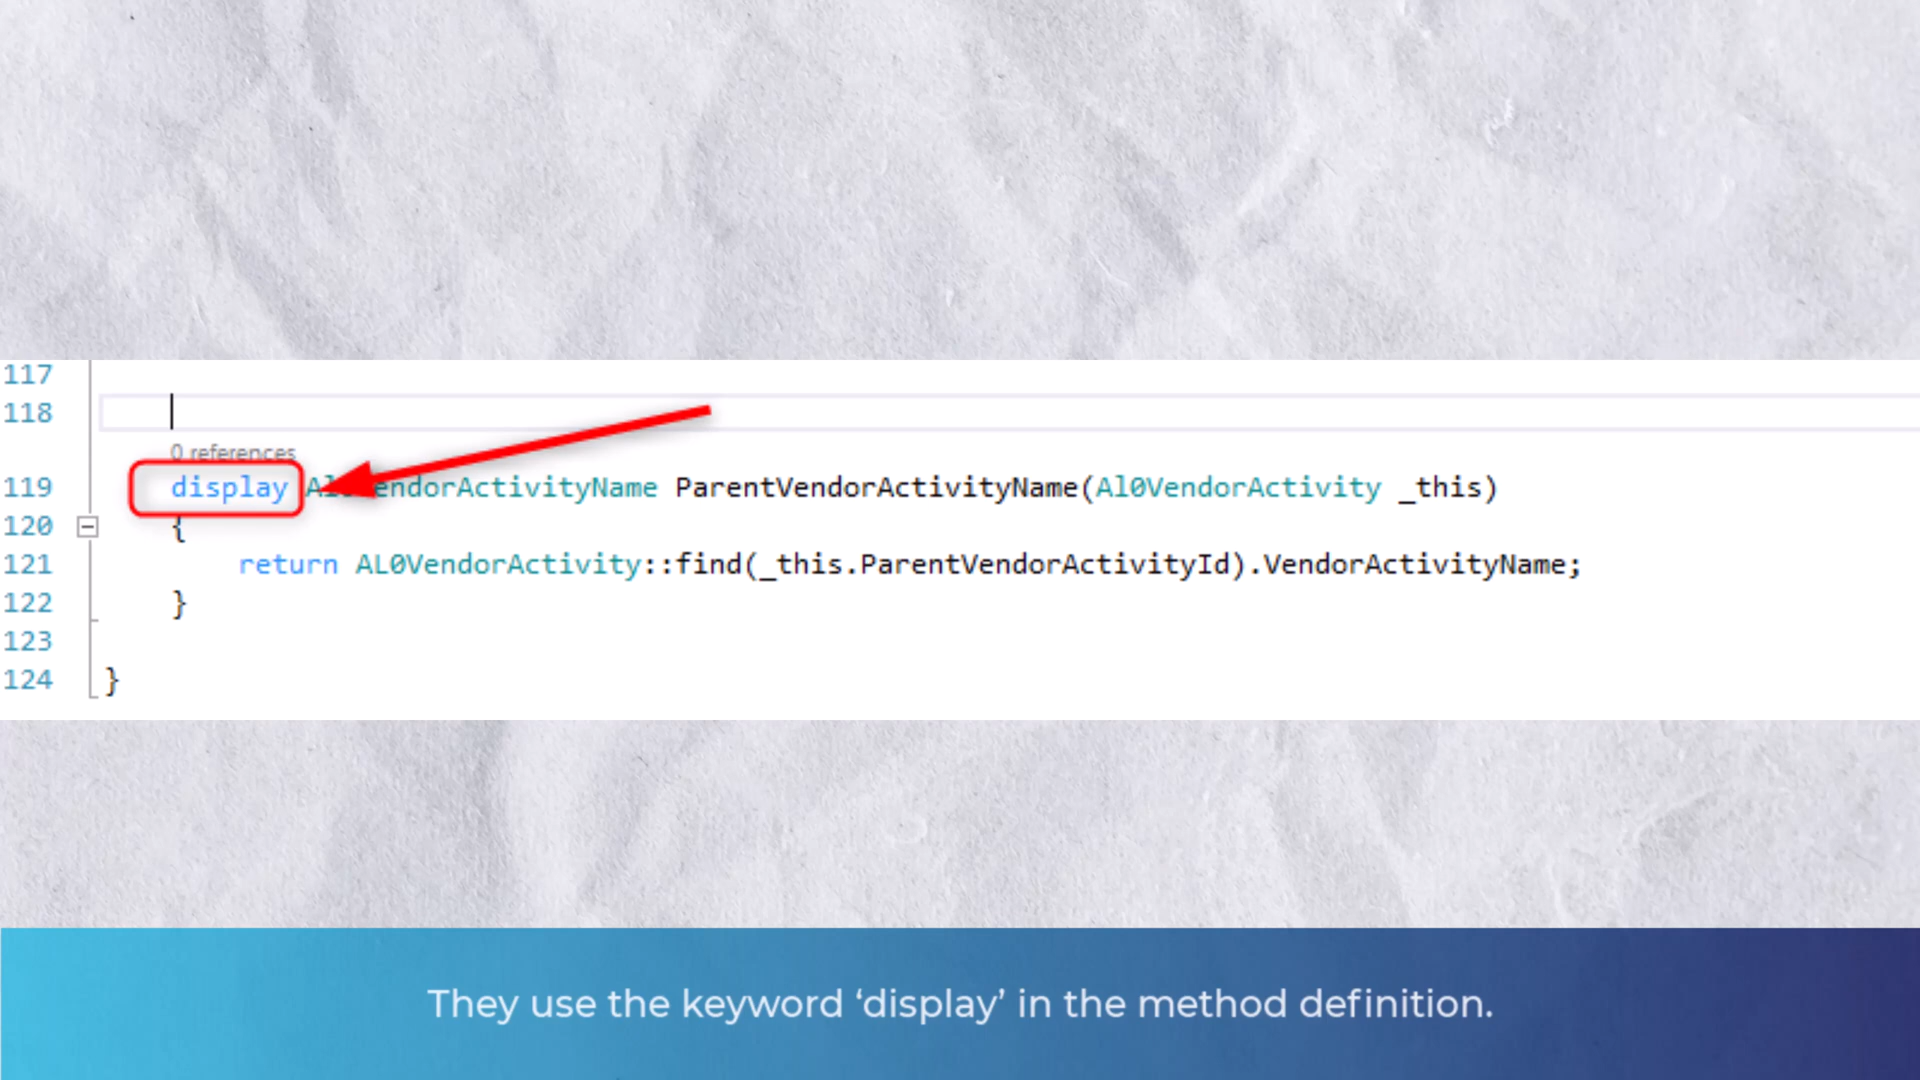 117
118
0 references
119 display ParentVendorActivityName(Al0VendorActivity _this)
120 {
121 return AL0VendorActivity::find(_this.ParentVendorActivityId).VendorActivityName;
122 }
123
124 }
They use the keyword ‘display’ in the method definition.